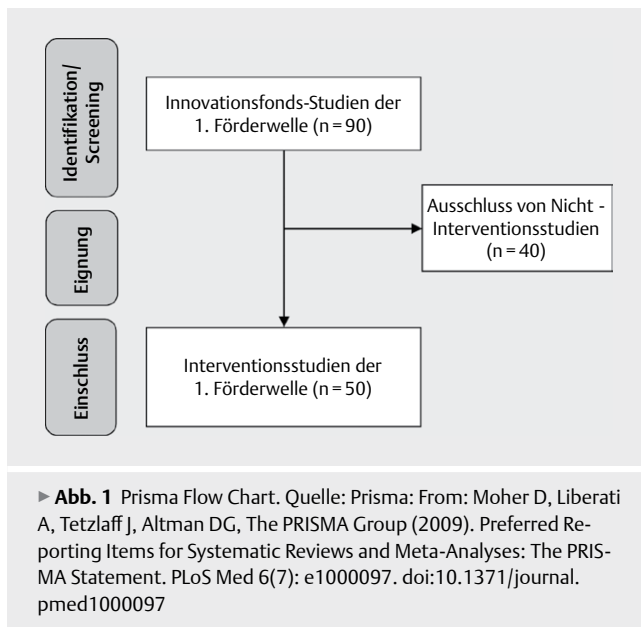 Identifikation/
Screening
Innovationsfonds-Studien der
1. Förderwelle (n = 90)
Eignung
Ausschluss von Nicht -
Interventionsstudien
(n = 40)
Einschluss
Interventionsstudien der
1. Förderwelle (n = 50)
▶ Abb. 1 Prisma Flow Chart. Quelle: Prisma: From: Moher D, Liberati
A, Tetzlaff J, Altman DG, The PRISMA Group (2009). Preferred Re-
porting Items for Systematic Reviews and Meta-Analyses: The PRIS-
MA Statement. PLoS Med 6(7): e1000097. doi:10.1371/journal.
pmed1000097